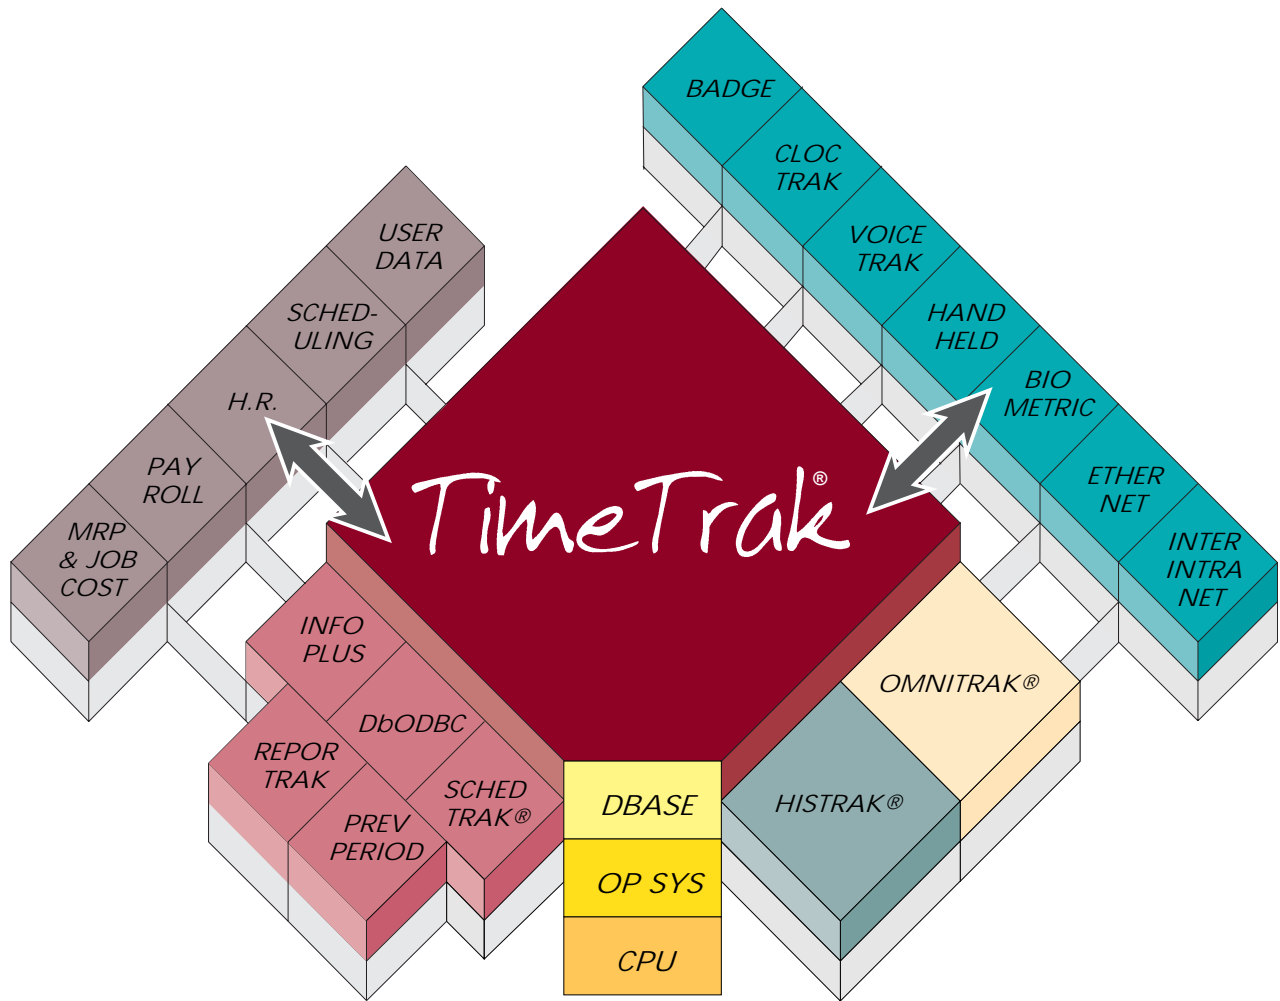 BADGE
CLOC
TRAK
VOICE
TRAK
HAND
HELD
BIO
METRIC
ETHER
NET
INTER
INTRA
NET
USER
DATA
SCHED-
ULING
H.R.
PAY
ROLL
MRP
& JOB
COST
TimeTrak®
INFO
PLUS
DbODBC
SCHED
TRAK®
REPOR
TRAK
PREV
PERIOD
DBASE
OP SYS
CPU
OMNITRAK®
HISTRAK®